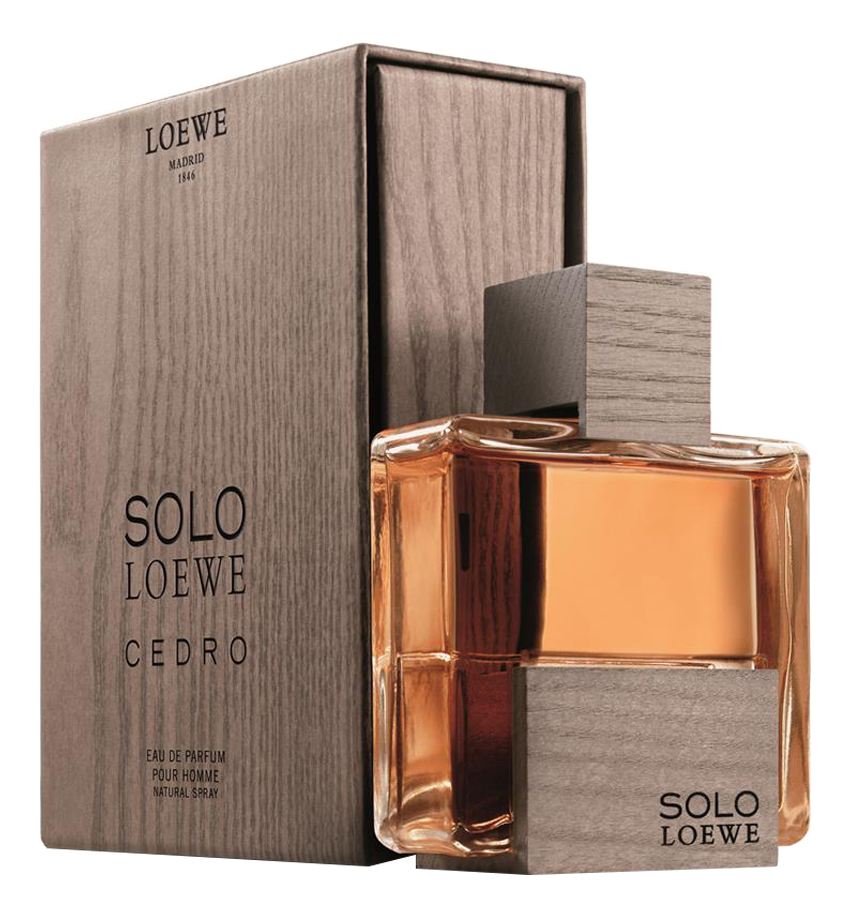 LOEWE
MADRID
1846
SOLO
LOEWE
CEDRO
EAU DE PARFUM
POUR HOMME
NATURAL SPRAY
SOLO
LOEWE